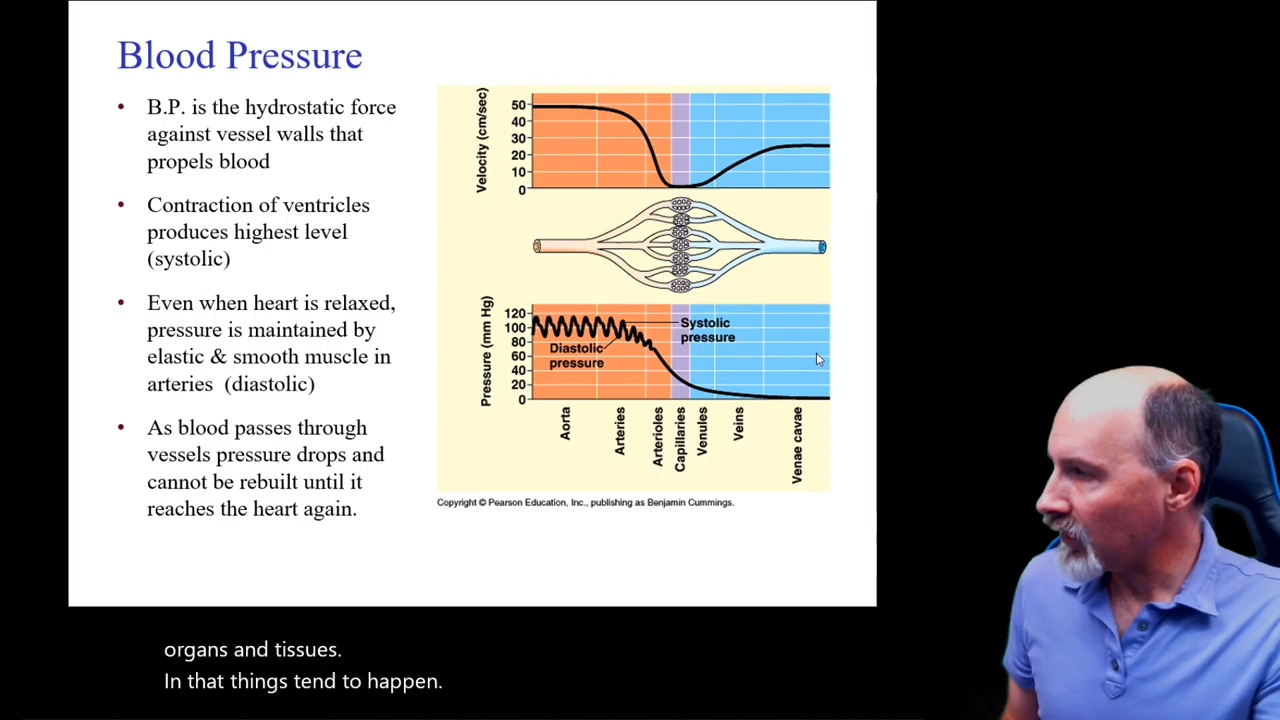 Blood Pressure
• B.P. is the hydrostatic force
against vessel walls that
propels blood
• Contraction of ventricles
produces highest level
(systolic)
• Even when heart is relaxed,
pressure is maintained by
elastic & smooth muscle in
arteries (diastolic)
• As blood passes through
vessels pressure drops and
cannot be rebuilt until it
reaches the heart again.
Velocity (cm/sec)
50
40
30
20
10
0
Pressure (mm Hg)
120
100
80
60
40
20
0
Systolic
pressure
Diastolic
pressure
Aorta
Arteries
Arterioles
Capillaries
Venules
Veins
Venae cavae
Copyright © Pearson Education, Inc., publishing as Benjamin Cummings.
organs and tissues.
In that things tend to happen.